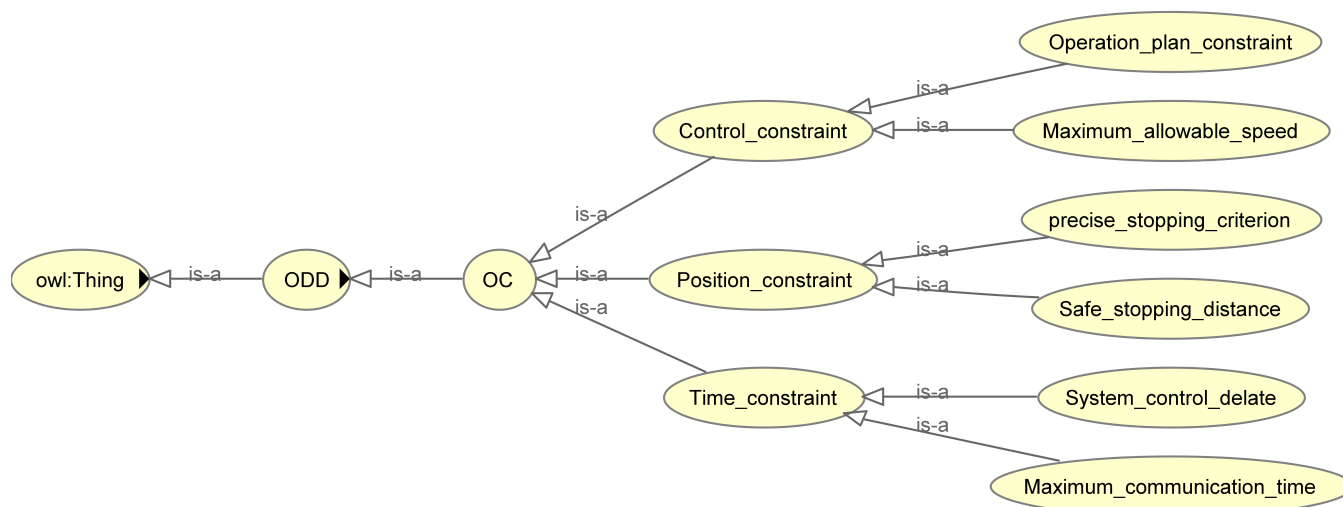 Operation_plan_constraint
is-a
Control_constraint
is-a
Maximum_allowable_speed
is-a
precise_stopping_criterion
is-a
owl:Thing
is-a
ODD
is-a
OC
is-a
Position_constraint
is-a
Safe_stopping_distance
is-a
Time_constraint
is-a
System_control_delate
is-a
Maximum_communication_time